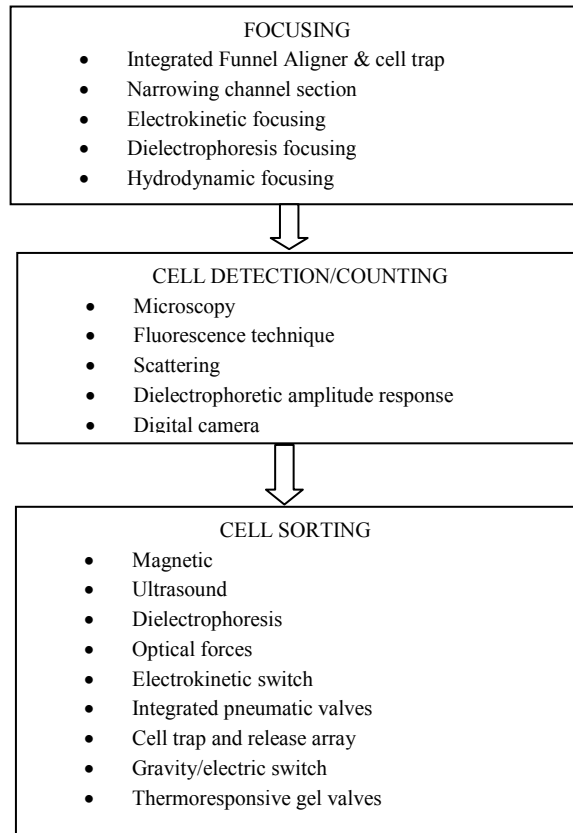 FOCUSING
• Integrated Funnel Aligner & cell trap
• Narrowing channel section
• Electrokinetic focusing
• Dielectrophoresis focusing
• Hydrodynamic focusing
CELL DETECTION/COUNTING
• Microscopy
• Fluorescence technique
• Scattering
• Dielectrophoretic amplitude response
• Digital camera
CELL SORTING
• Magnetic
• Ultrasound
• Dielectrophoresis
• Optical forces
• Electrokinetic switch
• Integrated pneumatic valves
• Cell trap and release array
• Gravity/electric switch
• Thermoresponsive gel valves